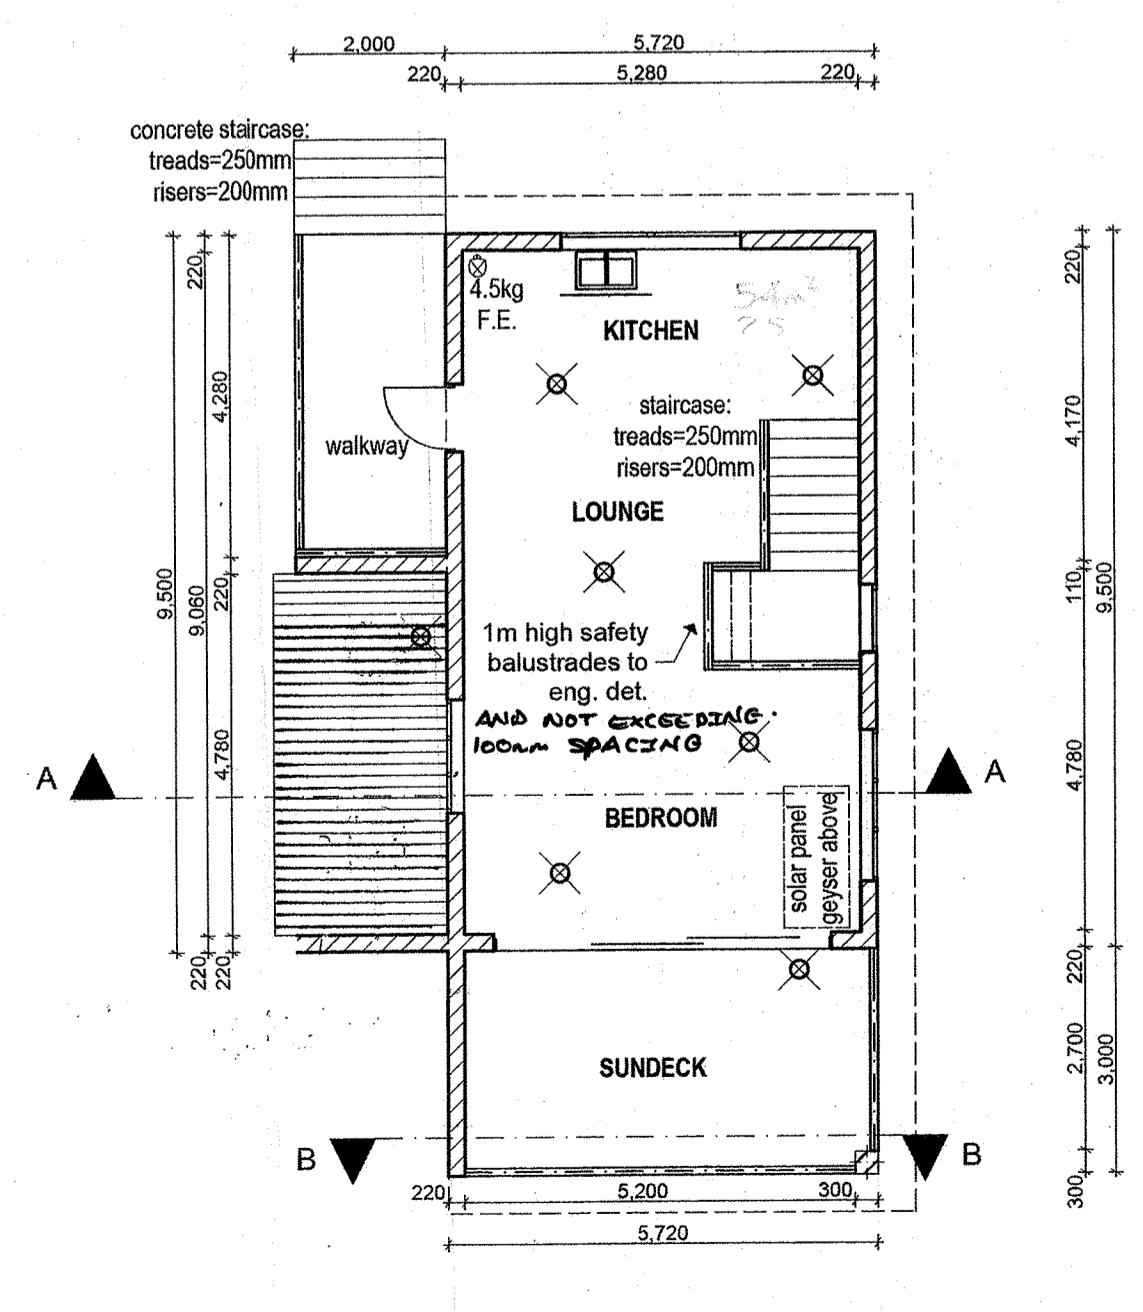 2,000
5,720
220
5,280
220
concrete staircase:
treads=250mm
risers=200mm
4.5kg
F.E.
54m²
KITCHEN
staircase:
treads=250mm
risers=200mm
walkway
LOUNGE
1m high safety
balustrades to
eng. det.
AND NOT EXCEEDING.
100mm SPACING
A
A
BEDROOM
solar panel
geyser above
SUNDECK
B
B
9,500
220
9,060
220
4,280
220
4,780
220
220
4,170
110
4,780
220
2,700
300
9,500
3,000
220
5,200
300
5,720